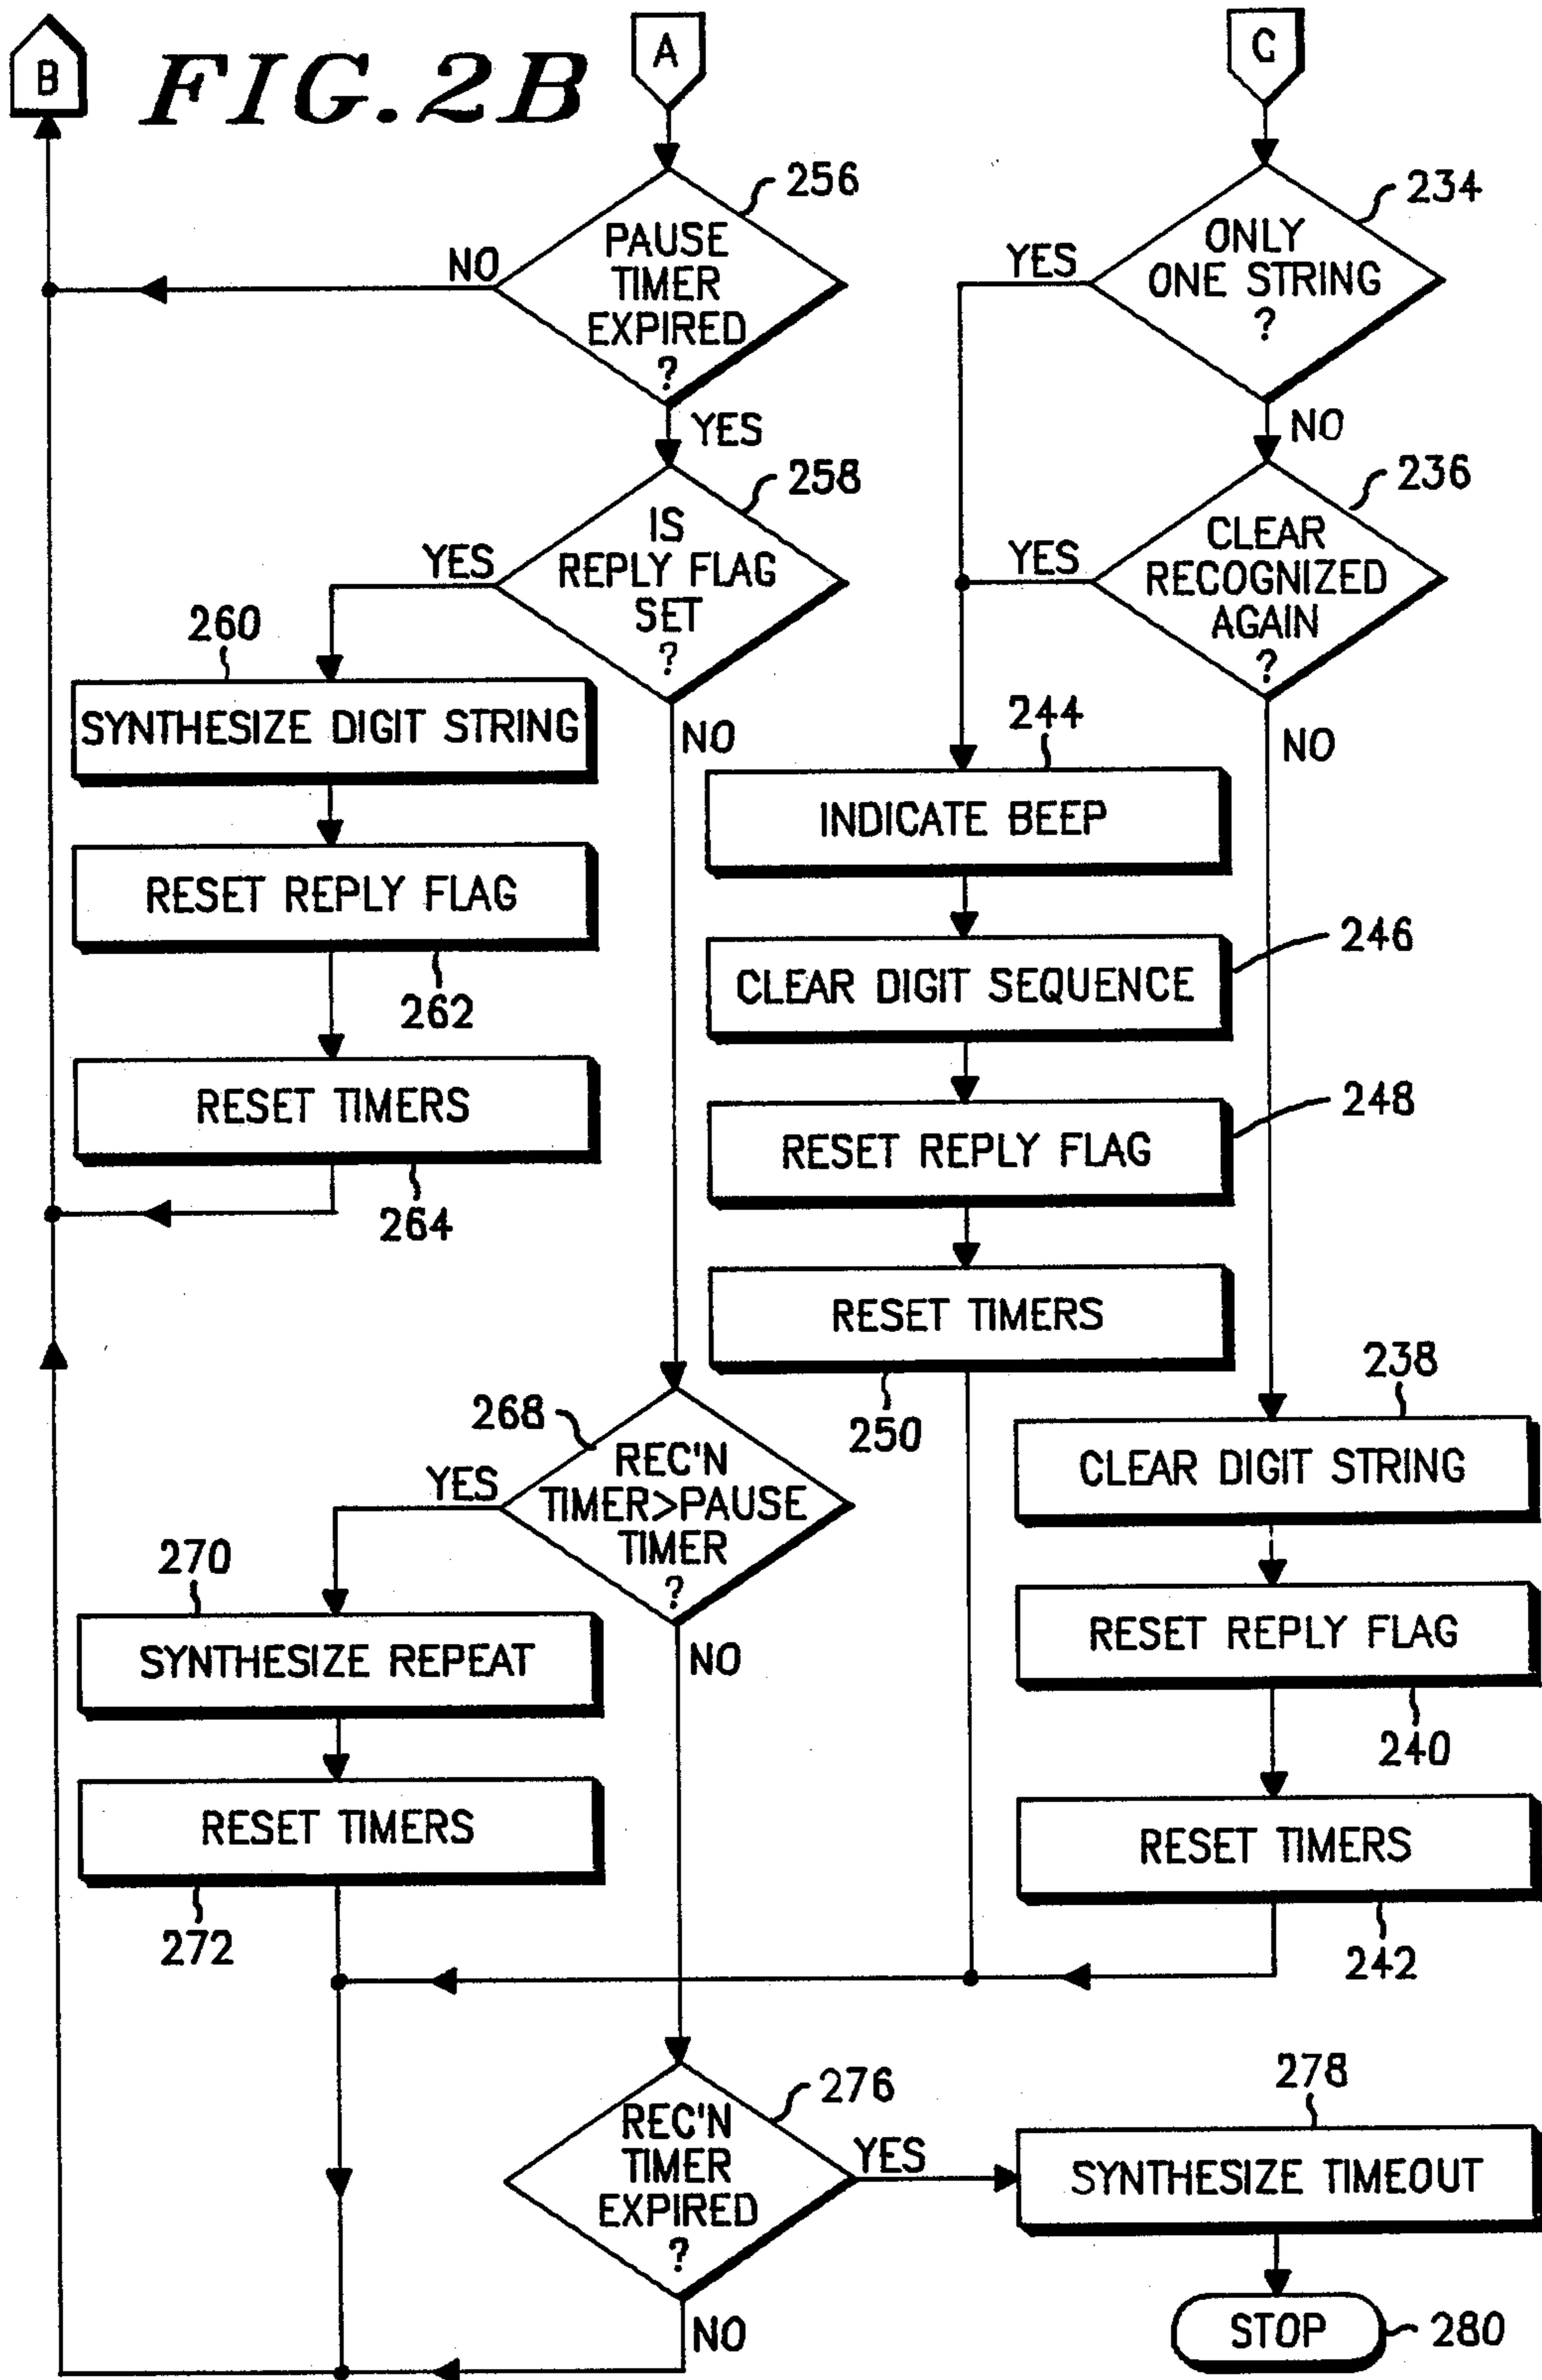 B
FIG.2B
A
C
256
PAUSE
TIMER
EXPIRED
?
NO
YES
234
ONLY
ONE STRING
?
YES
NO
258
IS
REPLY FLAG
SET
?
YES
NO
236
CLEAR
RECOGNIZED
AGAIN
?
YES
NO
260
SYNTHESIZE DIGIT STRING
RESET REPLY FLAG
262
RESET TIMERS
264
244
INDICATE BEEP
246
CLEAR DIGIT SEQUENCE
248
RESET REPLY FLAG
RESET TIMERS
250
238
CLEAR DIGIT STRING
RESET REPLY FLAG
240
RESET TIMERS
242
268
REC'N
TIMER>PAUSE
TIMER
?
YES
NO
270
SYNTHESIZE REPEAT
RESET TIMERS
272
276
REC'N
TIMER
EXPIRED
?
YES
NO
278
SYNTHESIZE TIMEOUT
STOP
280